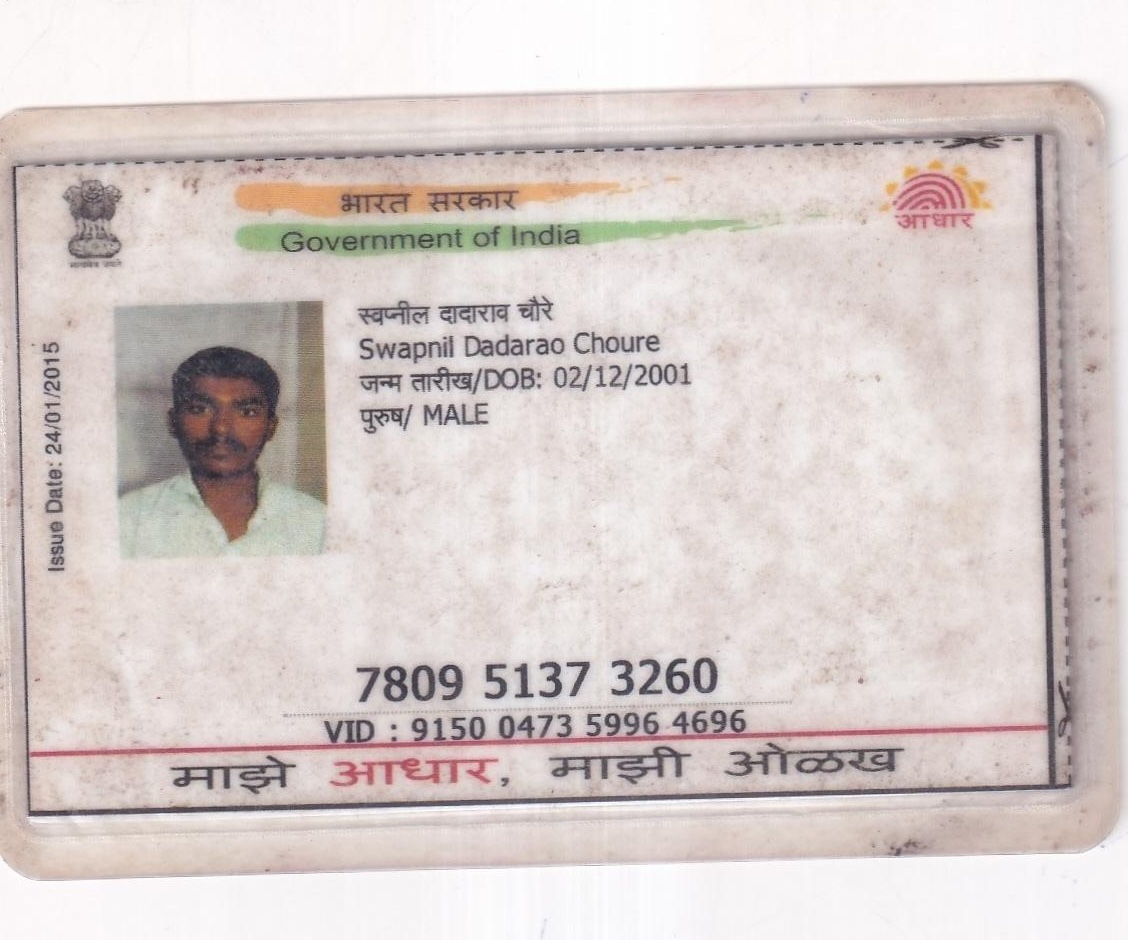 भारत सरकार
Government of India
आधार
Issue Date: 24/01/2015
स्वप्नील दादाराव चौरे
Swapnil Dadarao Choure
जन्म तारीख/DOB: 02/12/2001
पुरुष/ MALE
7809 5137 3260
VID : 9150 0473 5996 4696
माझे आधार, माझी ओळख